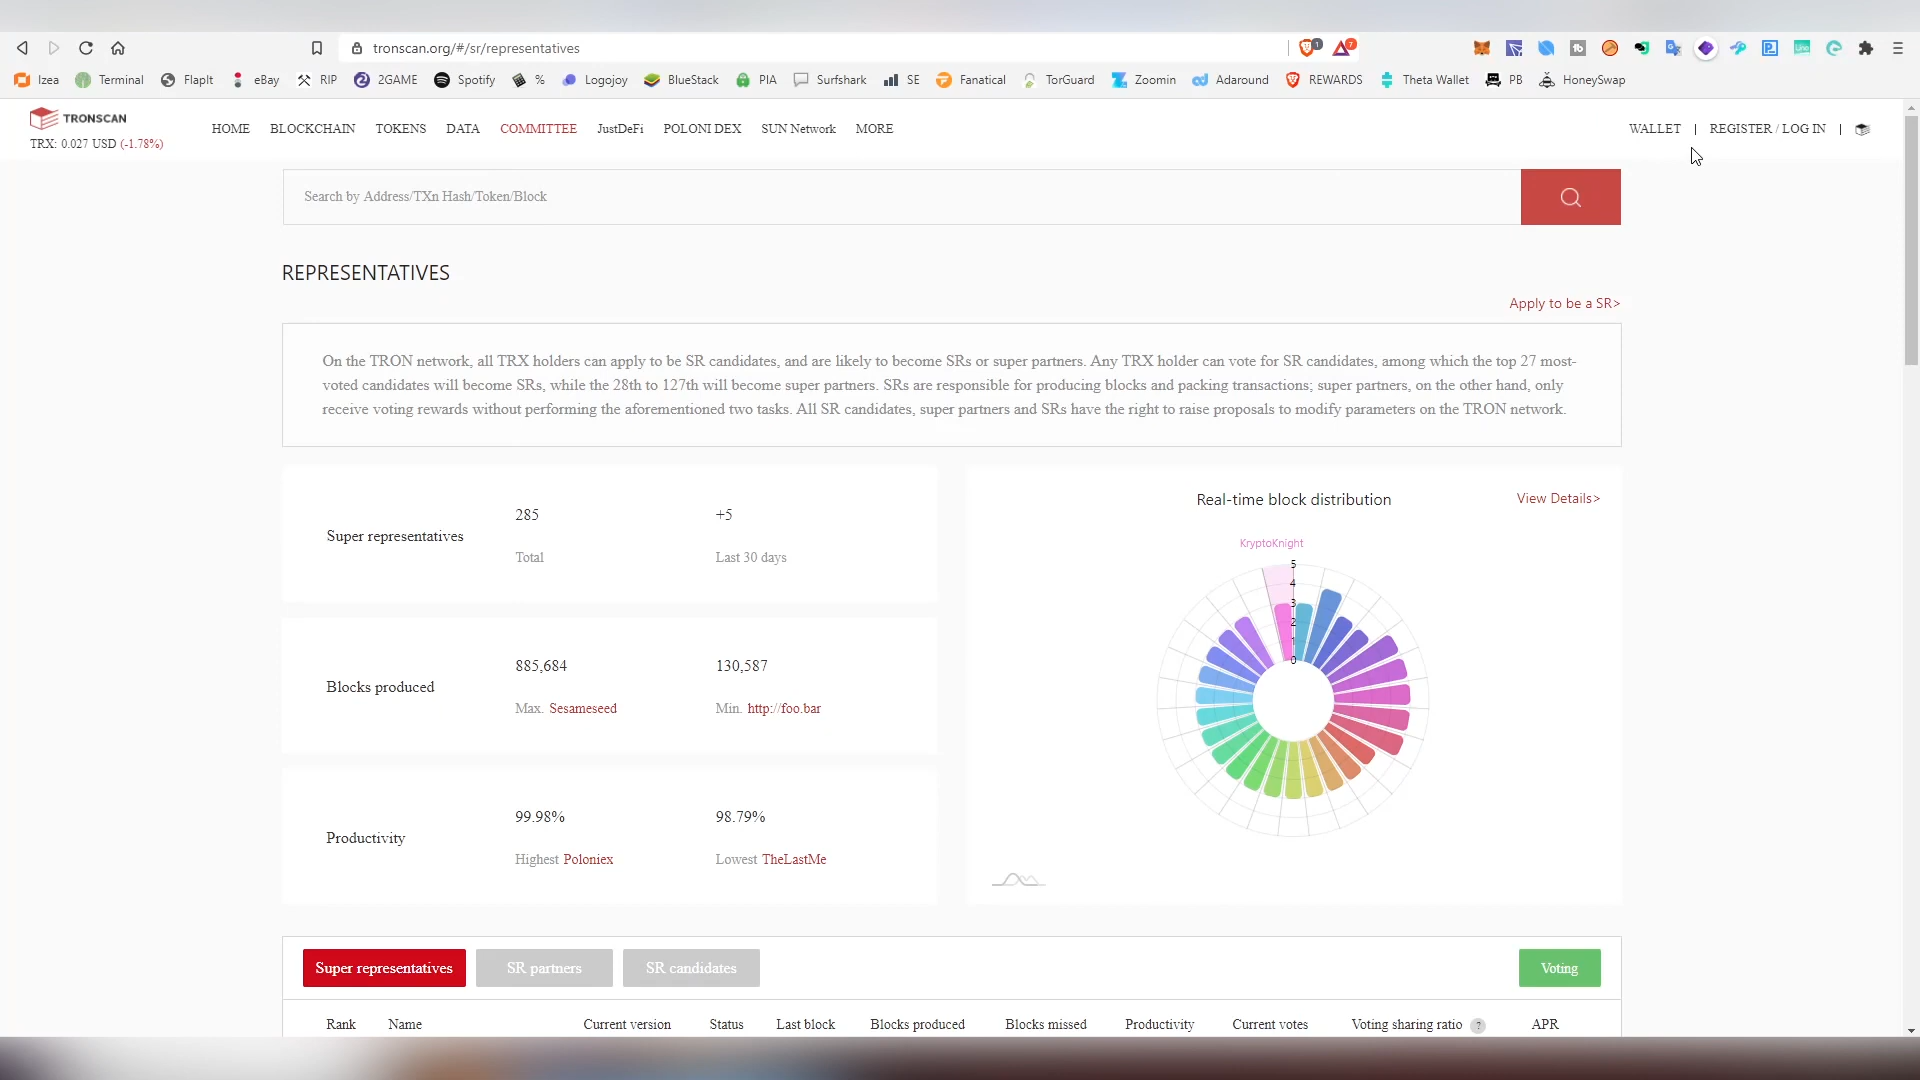 tronscan.org/#/sr/representatives
1
7
Izea Terminal FlapIt eBay RIP 2GAME Spotify % Logojoy BlueStack PIA Surfshark SE Fanatical TorGuard Zoomin Adaround REWARDS Theta Wallet PB HoneySwap
TRONSCAN
TRX: 0.027 USD (-1.78%)
HOME BLOCKCHAIN TOKENS DATA COMMITTEE JustDeFi POLONI DEX SUN Network MORE
WALLET | REGISTER / LOG IN |
Search by Address/TXn Hash/Token/Block
REPRESENTATIVES
Apply to be a SR>
On the TRON network, all TRX holders can apply to be SR candidates, and are likely to become SRs or super partners. Any TRX holder can vote for SR candidates, among which the top 27 most-
voted candidates will become SRs, while the 28th to 127th will become super partners. SRs are responsible for producing blocks and packing transactions; super partners, on the other hand, only
receive voting rewards without performing the aforementioned two tasks. All SR candidates, super partners and SRs have the right to raise proposals to modify parameters on the TRON network.
Super representatives
285
Total
+5
Last 30 days
Blocks produced
885,684
Max. Sesameseed
130,587
Min. http://foo.bar
Productivity
99.98%
Highest Poloniex
98.79%
Lowest TheLastMe
Real-time block distribution
View Details>
KryptoKnight
5
4
3
2
1
0
Super representatives SR partners SR candidates Voting
Rank Name Current version Status Last block Blocks produced Blocks missed Productivity Current votes Voting sharing ratio ? APR